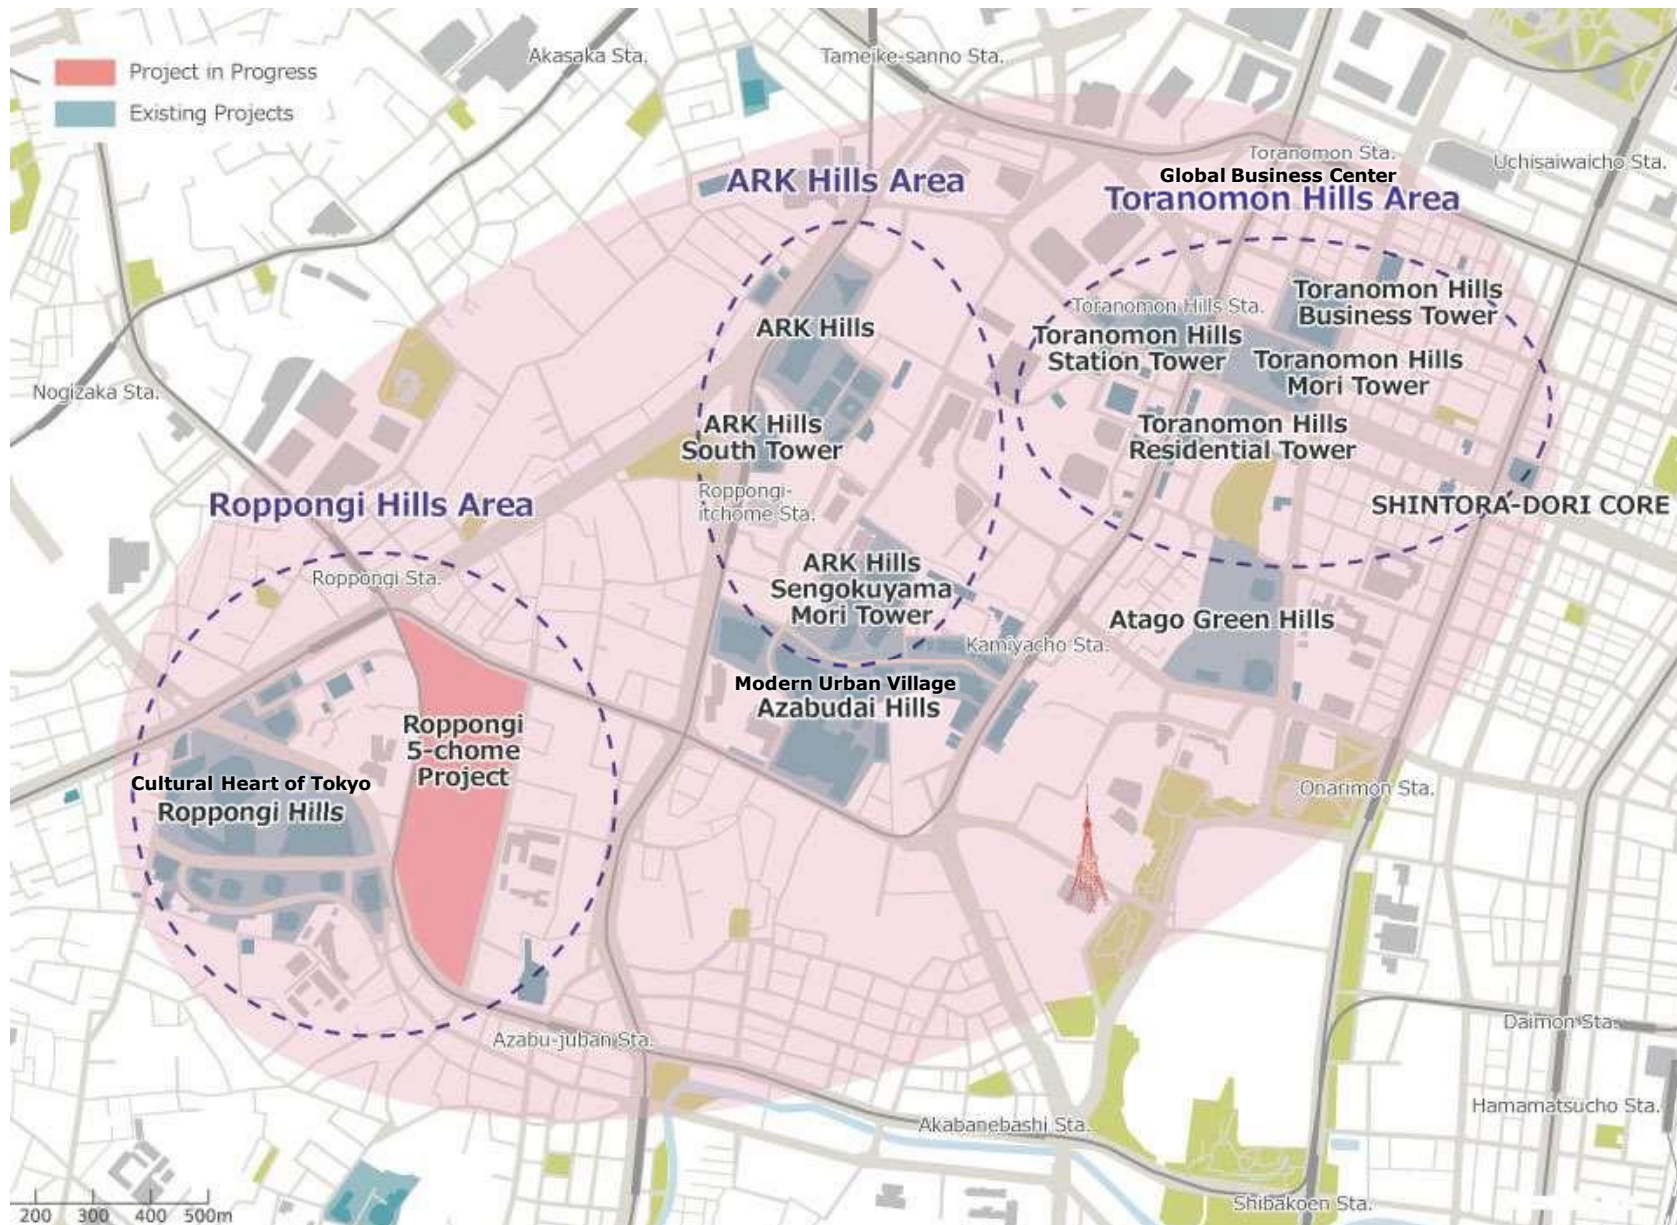 Akasaka Sta.
Tameike-sanno Sta.
Project in Progress
Existing Projects
Toranomon Sta.
Uchisaiwaicho Sta.
Global Business Center
Toranomon Hills Area
ARK Hills Area
Toranomon Hills
Business Tower
Toranomon Hills Sta.
Toranomon Hills
Station Tower
ARK Hills
Toranomon Hills
Mori Tower
Nogizaka Sta.
ARK Hills
South Tower
Toranomon Hills
Residential Tower
Roppongi-
itchome Sta.
Roppongi Hills Area
SHINTORA-DORI CORE
Roppongi Sta.
ARK Hills
Sengokuyama
Mori Tower
Atago Green Hills
Kamiyacho Sta.
Modern Urban Village
Azabudai Hills
Roppongi
5-chome
Project
Cultural Heart of Tokyo
Roppongi Hills
Onarimon Sta.
Azabu-juban Sta.
Daimon Sta.
Hamamatsucho Sta.
Akabanebashi Sta.
Shibakoen Sta.
200 300 400 500m